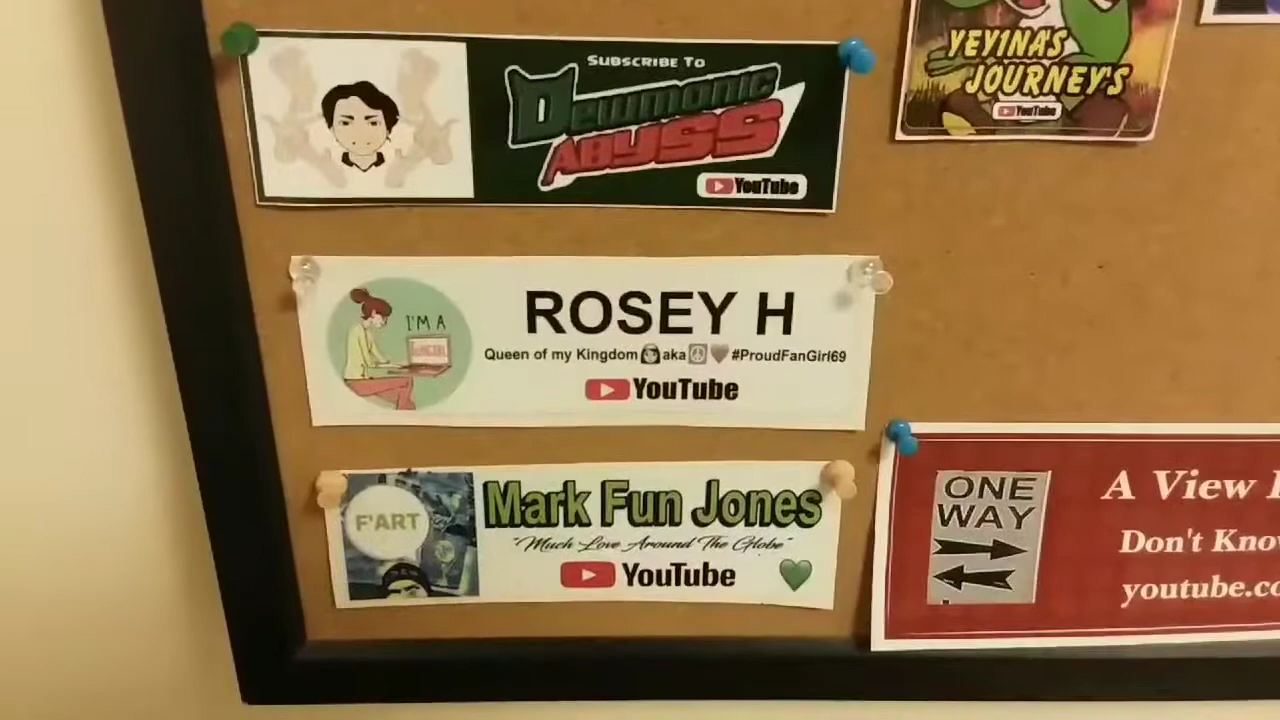 SUBSCRIBE TO
Dewmonic
ABYSS
YouTube
YEYINA'S
JOURNEY'S
YouTube
I'M A
ROSEY H
Queen of my Kingdom aka #ProudFanGirl69
YouTube
F'ART
Mark Fun Jones
"Much Love Around The Globe"
YouTube
ONE
WAY
A View
Don't
youtube.co